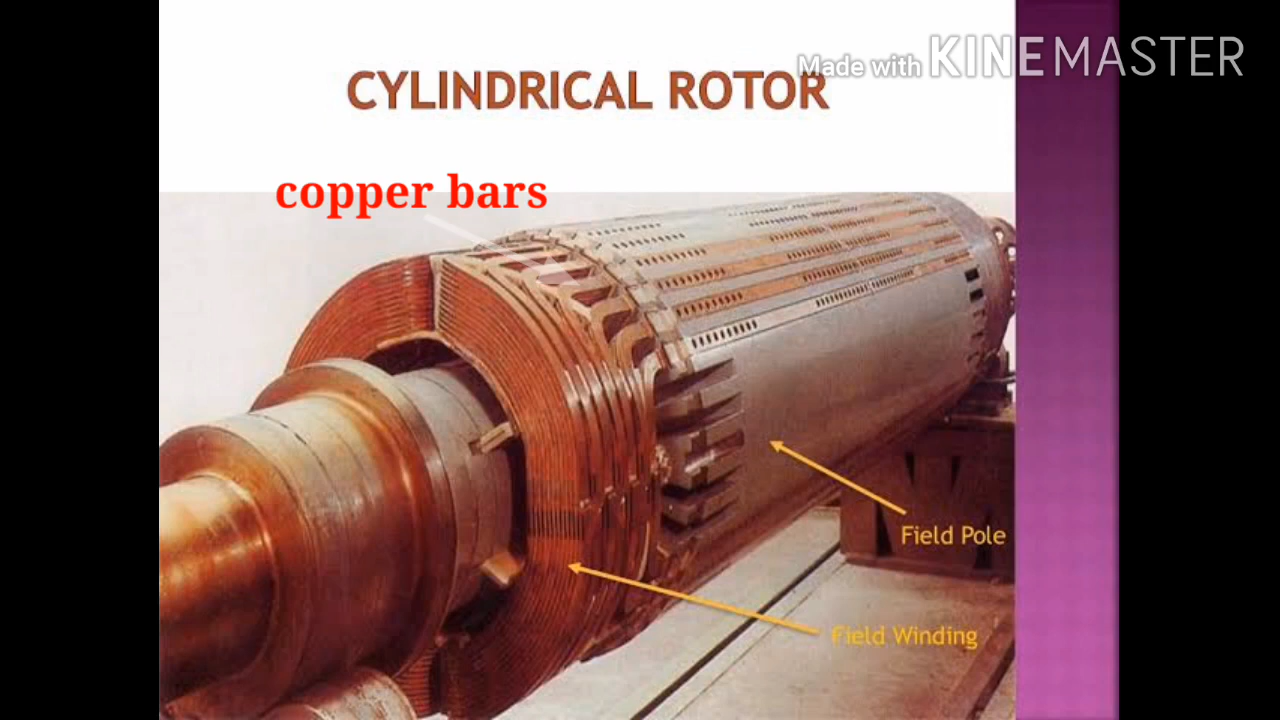 Made with KINEMASTER
CYLINDRICAL ROTOR
copper bars
Field Pole
Field Winding